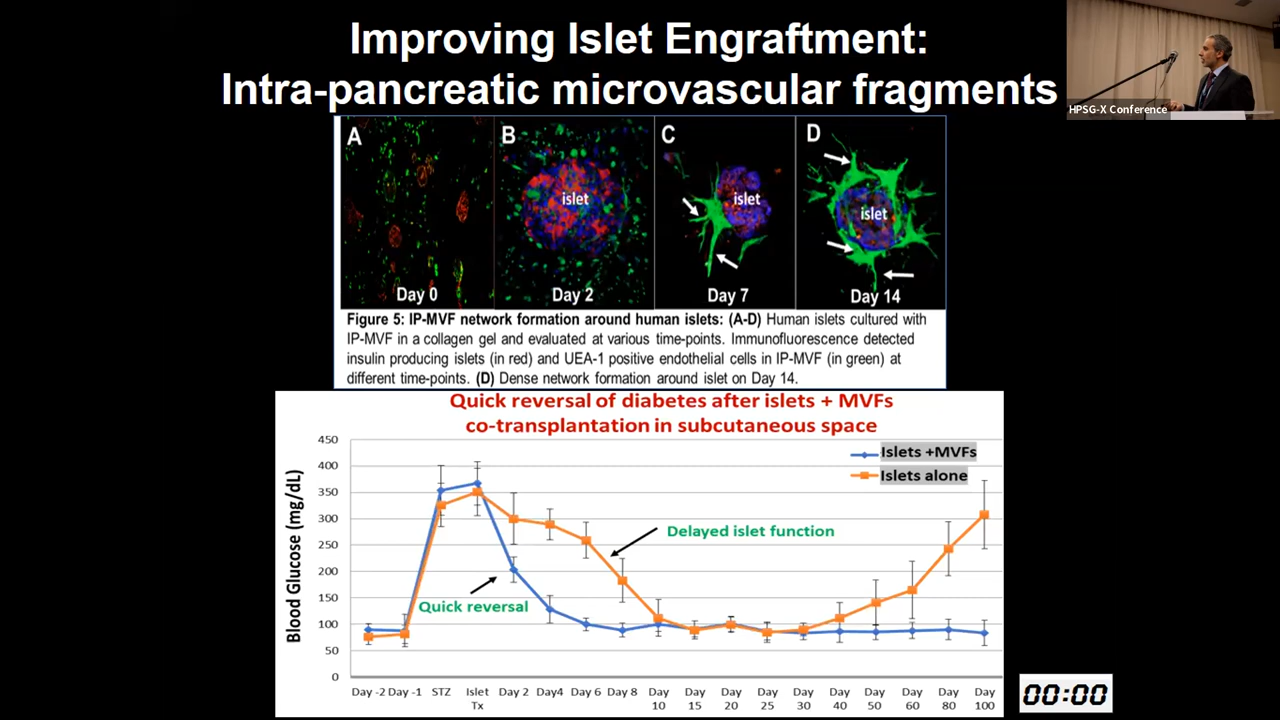 Improving Islet Engraftment:
Intra-pancreatic microvascular fragments
HPSG-X Conference
A
B
C
D
islet
islet
islet
Day 0
Day 2
Day 7
Day 14
Figure 5: IP-MVF network formation around human islets: (A-D) Human islets cultured with
IP-MVF in a collagen gel and evaluated at various time-points. Immunofluorescence detected
insulin producing islets (in red) and UEA-1 positive endothelial cells in IP-MVF (in green) at
different time-points. (D) Dense network formation around islet on Day 14.
Quick reversal of diabetes after islets + MVFs
co-transplantation in subcutaneous space
Islets +MVFs
Islets alone
Delayed islet function
Quick reversal
Blood Glucose (mg/dL)
450
400
350
300
250
200
150
100
50
0
Day -2 Day -1 STZ Islet Tx Day 2 Day4 Day 6 Day 8 Day 10 Day 15 Day 20 Day 25 Day 30 Day 40 Day 50 Day 60 Day 80 Day 100
00:00